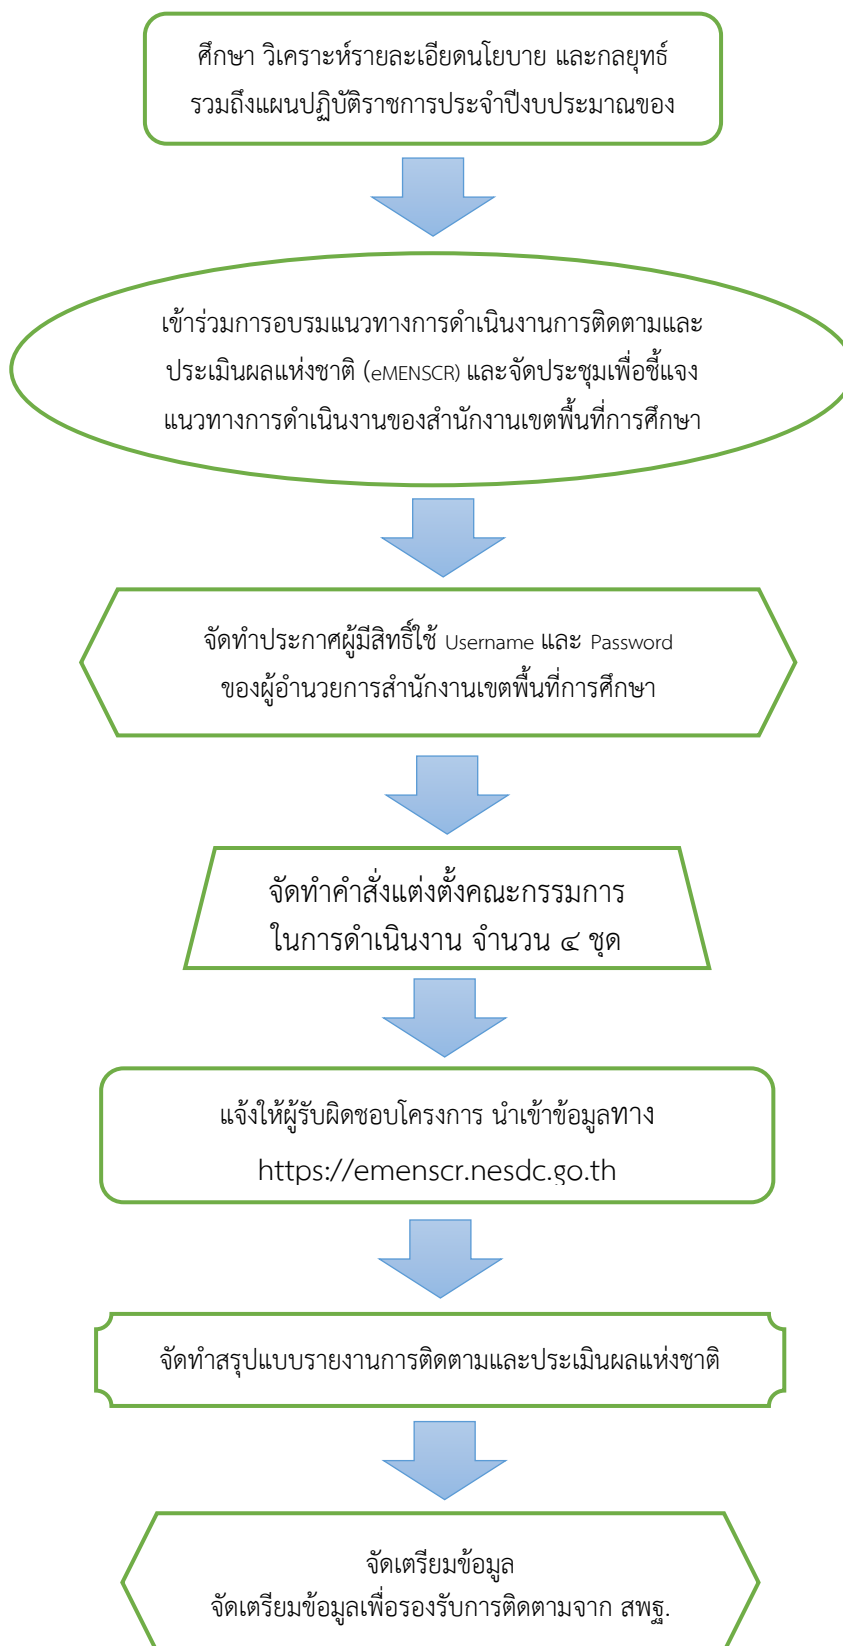 ศึกษา วิเคราะห์รายละเอียดนโยบาย และกลยุทธ์
รวมถึงแผนปฏิบัติราชการประจำปีงบประมาณของ
เข้าร่วมการอบรมแนวทางการดำเนินงานการติดตามและ
ประเมินผลแห่งชาติ (eMENSCR) และจัดประชุมเพื่อชี้แจง
แนวทางการดำเนินงานของสำนักงานเขตพื้นที่การศึกษา
จัดทำประกาศผู้มีสิทธิ์ใช้ Username และ Password
ของผู้อำนวยการสำนักงานเขตพื้นที่การศึกษา
จัดทำคำสั่งแต่งตั้งคณะกรรมการ
ในการดำเนินงาน จำนวน ๔ ชุด
แจ้งให้ผู้รับผิดชอบโครงการ นำเข้าข้อมูลทาง
https://emenscr.nesdc.go.th
จัดทำสรุปแบบรายงานการติดตามและประเมินผลแห่งชาติ
จัดเตรียมข้อมูล
จัดเตรียมข้อมูลเพื่อรองรับการติดตามจาก สพฐ.